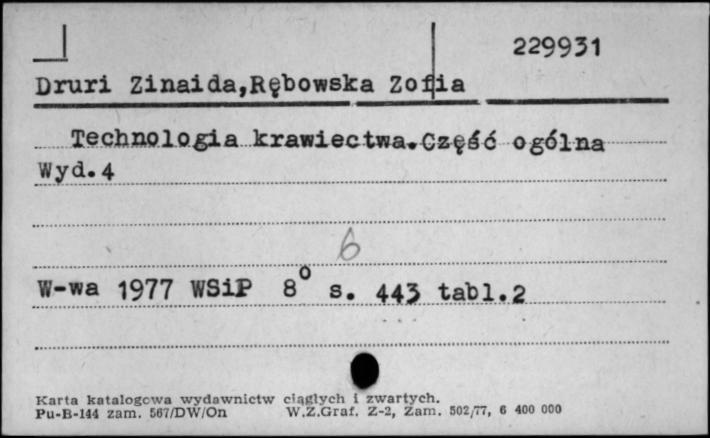 229931
Druri Zinaida,Rębowska Zofia
Technologia krawiectwa.Część ogólna
Wyd.4
6
W-wa 1977 WSiP 8° s. 443 tabl.2
Karta katalogowa wydawnictw ciągłych i zwartych.
Pu-B-144 zam. 567/DW/On W.Z.Graf. Z-2, Zam. 502/77, 6 400 000